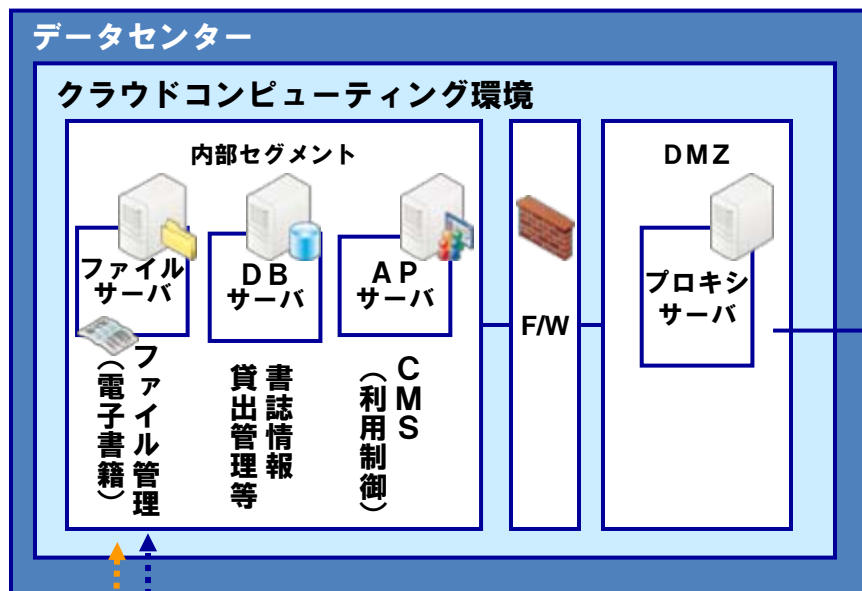 データセンター
クラウドコンピューティング環境
内部セグメント
ファイル
サーバ
ファイル管理
（電子書籍）
DB
サーバ
書誌情報
貸出管理等
AP
サーバ
CMS
（利用制御）
F/W
DMZ
プロキシ
サーバ